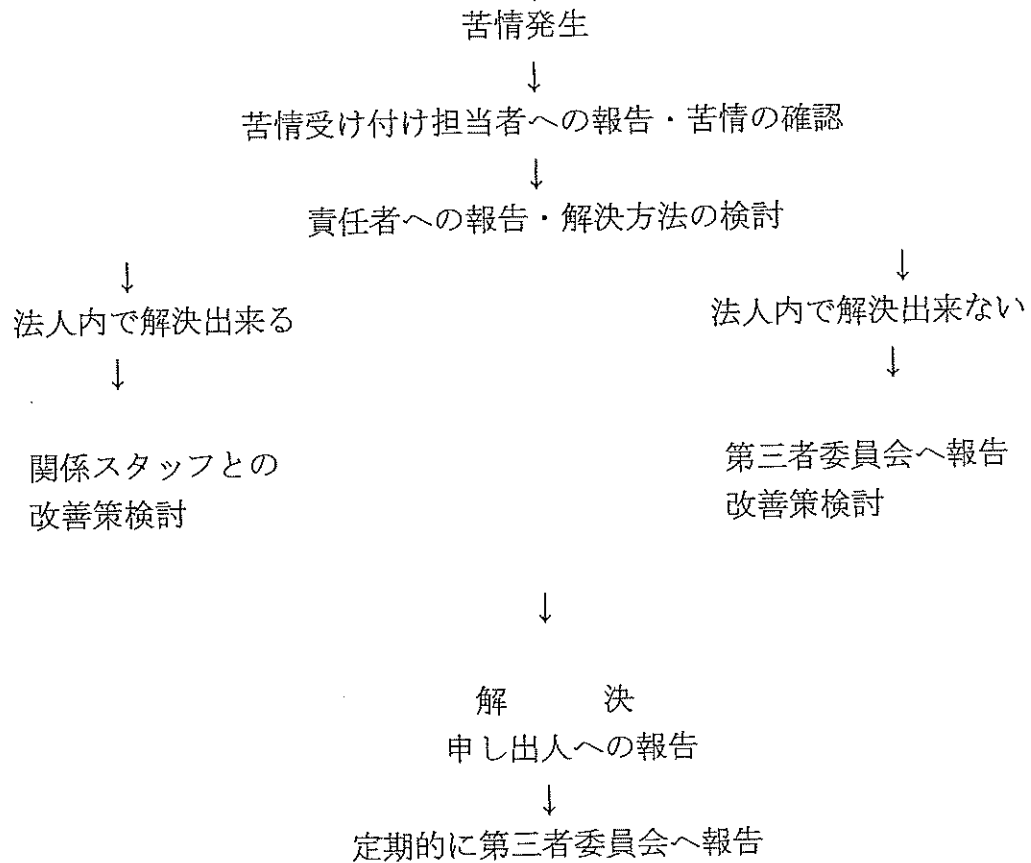 苦情発生
↓
苦情受け付け担当者への報告・苦情の確認
↓
責任者への報告・解決方法の検討
↓ ↓
法人内で解決出来る 法人内で解決出来ない
↓ ↓
関係スタッフとの
改善策検討
第三者委員会へ報告
改善策検討
↓
解 決
申し出人への報告
↓
定期的に第三者委員会へ報告